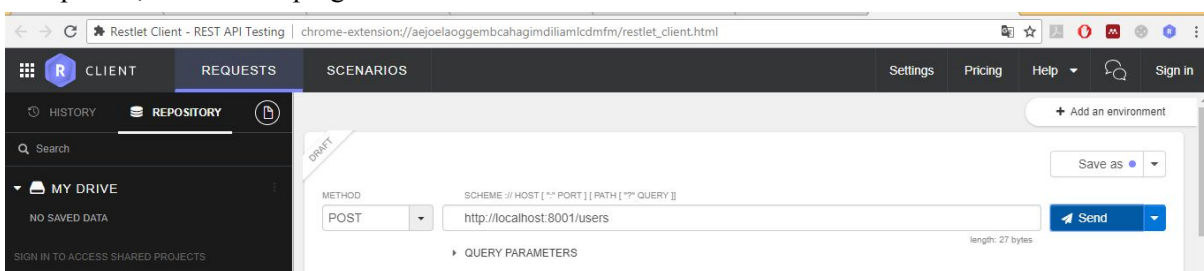 Restlet Client - REST API Testing | chrome-extension://aejoelaoggembcahagimdiliamlcdmfm/restlet_client.html
R CLIENT REQUESTS SCENARIOS Settings Pricing Help Sign in
HISTORY REPOSITORY + Add an environment
Search
DRAFT
Save as
MY DRIVE
METHOD SCHEME :// HOST [ ":" PORT ] [ PATH [ "?" QUERY ]]
NO SAVED DATA
POST http://localhost:8001/users Send
length: 27 bytes
QUERY PARAMETERS
SIGN IN TO ACCESS SHARED PROJECTS